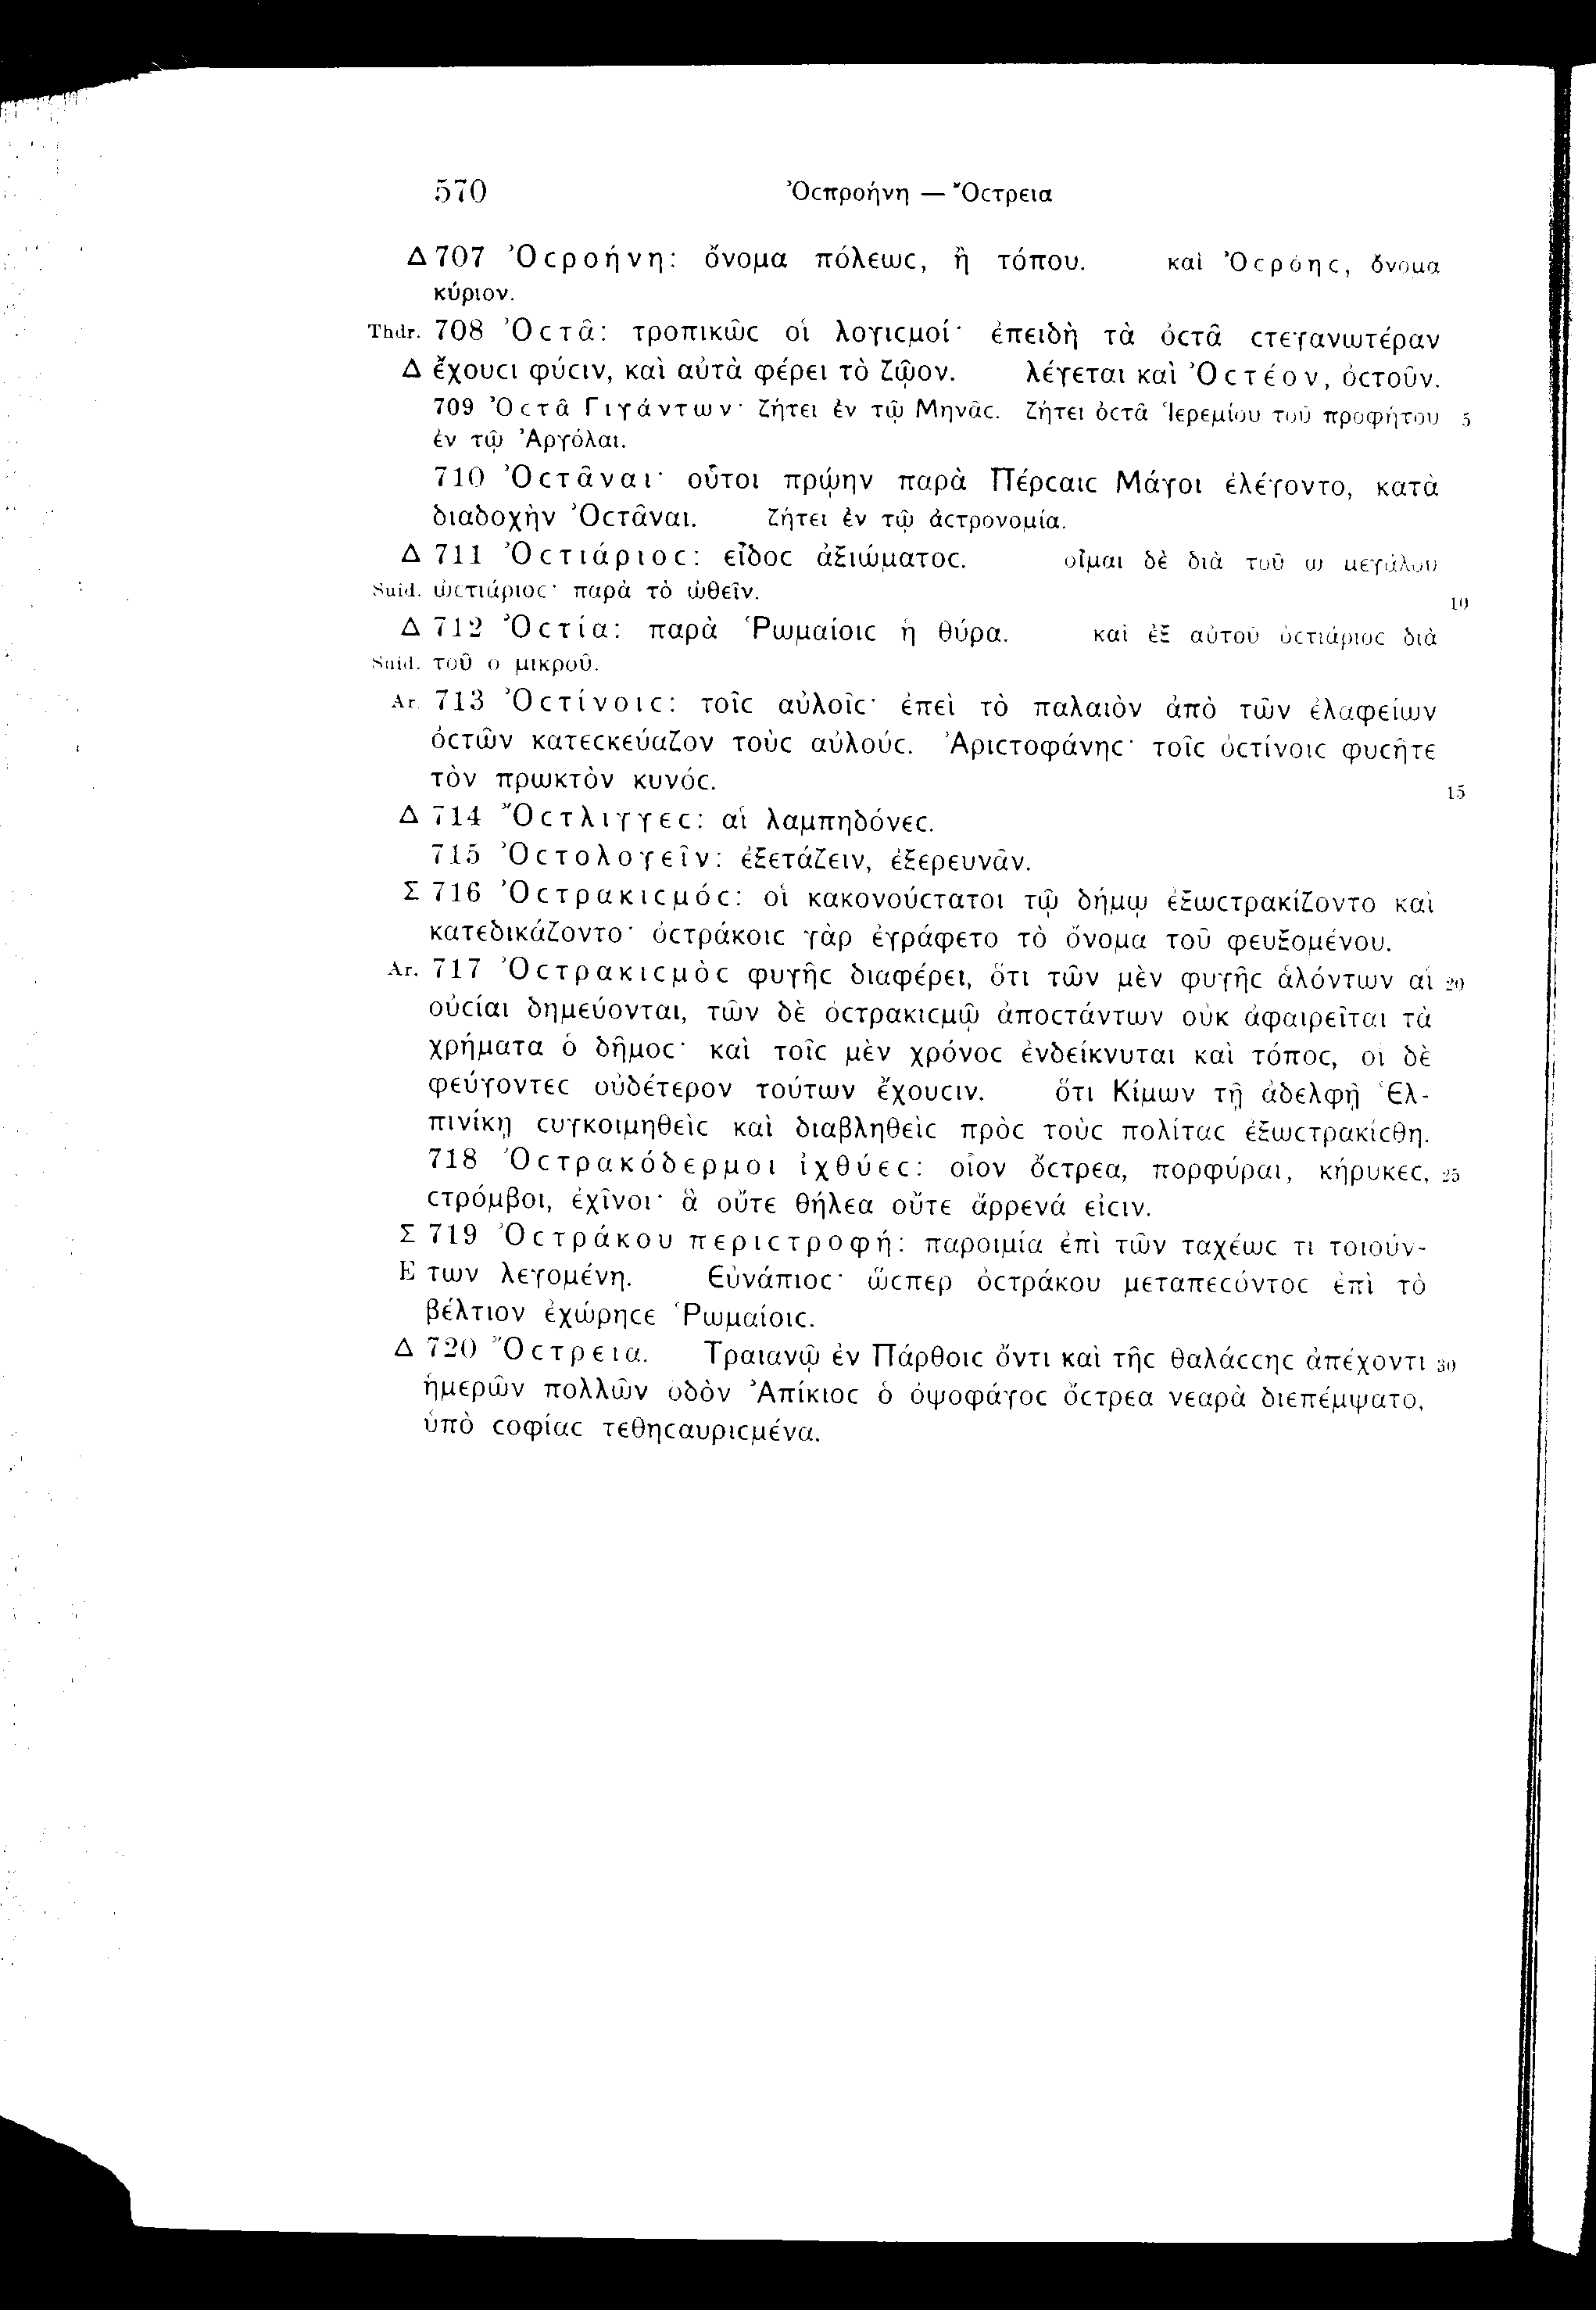 570 Ὀϲπροήνη — Ὄϲτρεια
Δ 707 Ὀϲροήνη: ὄνομα πόλεωϲ, ἢ τόπου. καὶ Ὀϲρόηϲ, ὄνομα
κύριον.
Thdr. 708 Ὀϲτᾶ: τροπικῶϲ οἱ λογιϲμοί· ἐπειδὴ τὰ ὀϲτᾶ ϲτεγανωτέραν
Δ ἔχουϲι φύϲιν, καὶ αὐτὰ φέρει τὸ ζῷον. λέγεται καὶ Ὀϲτέον, ὀϲτοῦν.
709 Ὀϲτᾶ Γιγάντων· ζήτει ἐν τῷ Μηνᾶϲ. ζήτει ὀϲτᾶ Ἱερεμίου τοῦ προφήτου 5
ἐν τῷ Ἀργόλαι.
710 Ὀϲτᾶναι· οὗτοι πρῴην παρὰ Πέρϲαιϲ Μάγοι ἐλέγοντο, κατὰ
διαδοχὴν Ὀϲτᾶναι. ζήτει ἐν τῷ ἀϲτρονομία.
Δ 711 Ὀϲτιάριοϲ: εἶδοϲ ἀξιώματοϲ. οἶμαι δὲ διὰ τοῦ ω μεγάλου
Suid. ὠϲτιάριοϲ· παρὰ τὸ ὠθεῖν. 10
Δ 712 Ὀϲτία: παρὰ Ῥωμαίοιϲ ἡ θύρα. καὶ ἐξ αὐτοῦ ὀϲτιάριοϲ διὰ
Suid. τοῦ ο μικροῦ.
Ar. 713 Ὀϲτίνοιϲ: τοῖϲ αὐλοῖϲ· ἐπεὶ τὸ παλαιὸν ἀπὸ τῶν ἐλαφείων
ὀϲτῶν κατεϲκεύαζον τοὺϲ αὐλούϲ. Ἀριϲτοφάνηϲ· τοῖϲ ὀϲτίνοιϲ φυϲῆτε
τὸν πρωκτὸν κυνόϲ. 15
Δ 714 Ὄϲτλιγγεϲ: αἱ λαμπηδόνεϲ.
715 Ὀϲτολογεῖν: ἐξετάζειν, ἐξερευνᾶν.
Σ 716 Ὀϲτρακιϲμόϲ: οἱ κακονούϲτατοι τῷ δήμῳ ἐξωϲτρακίζοντο καὶ
κατεδικάζοντο· ὀϲτράκοιϲ γὰρ ἐγράφετο τὸ ὄνομα τοῦ φευξομένου.
Ar. 717 Ὀϲτρακιϲμὸϲ φυγῆϲ διαφέρει, ὅτι τῶν μὲν φυγῆϲ ἁλόντων αἱ 20
οὐϲίαι δημεύονται, τῶν δὲ ὀϲτρακιϲμῷ ἀποϲτάντων οὐκ ἀφαιρεῖται τὰ
χρήματα ὁ δῆμοϲ· καὶ τοῖϲ μὲν χρόνοϲ ἐνδείκνυται καὶ τόποϲ, οἱ δὲ
φεύγοντεϲ οὐδέτερον τούτων ἔχουϲιν. ὅτι Κίμων τῇ ἀδελφῇ Ἐλ-
πινίκῃ ϲυγκοιμηθεὶϲ καὶ διαβληθεὶϲ πρὸϲ τοὺϲ πολίταϲ ἐξωϲτρακίϲθη.
718 Ὀϲτρακόδερμοι ἰχθύεϲ: οἷον ὄϲτρεα, πορφύραι, κήρυκεϲ, 25
ϲτρόμβοι, ἐχῖνοι· ἃ οὔτε θήλεα οὔτε ἄρρενά εἰϲιν.
Σ 719 Ὀϲτράκου περιϲτροφή: παροιμία ἐπὶ τῶν ταχέωϲ τι τοιούν-
E των λεγομένη. Εὐνάπιοϲ· ὥϲπερ ὀϲτράκου μεταπεϲόντοϲ ἐπὶ τὸ
βέλτιον ἐχώρηϲε Ῥωμαίοιϲ.
Δ 720 Ὄϲτρεια. Τραιανῷ ἐν Πάρθοιϲ ὄντι καὶ τῆϲ θαλάϲϲηϲ ἀπέχοντι 30
ἡμερῶν πολλῶν ὁδὸν Ἀπίκιοϲ ὁ ὀψοφάγοϲ ὄϲτρεα νεαρὰ διεπέμψατο,
ὑπὸ ϲοφίαϲ τεθηϲαυριϲμένα.